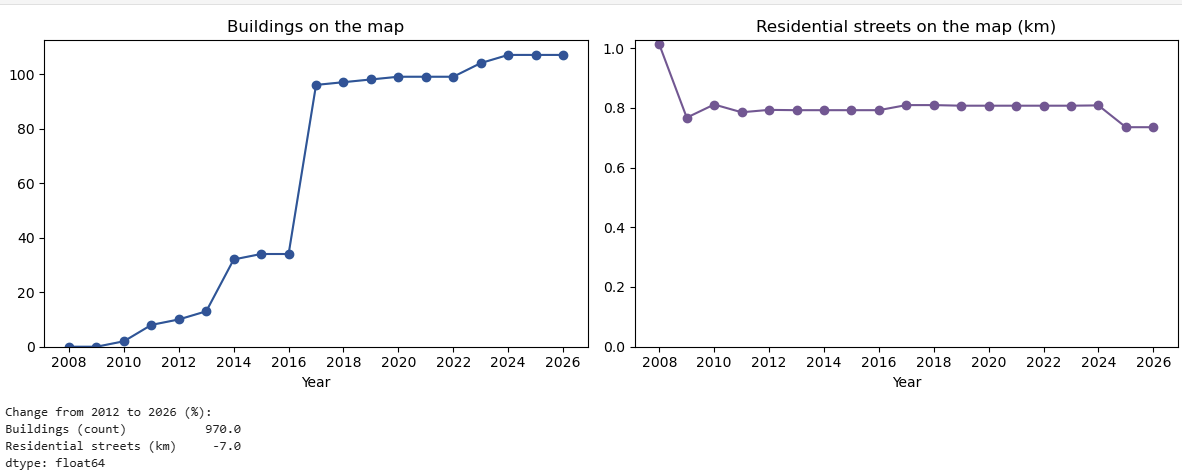 Buildings on the map
100
80
60
40
20
0
2008 2010 2012 2014 2016 2018 2020 2022 2024 2026
Year
Residential streets on the map (km)
1.0
0.8
0.6
0.4
0.2
0.0
2008 2010 2012 2014 2016 2018 2020 2022 2024 2026
Year
Change from 2012 to 2026 (%):
Buildings (count) 970.0
Residential streets (km) -7.0
dtype: float64